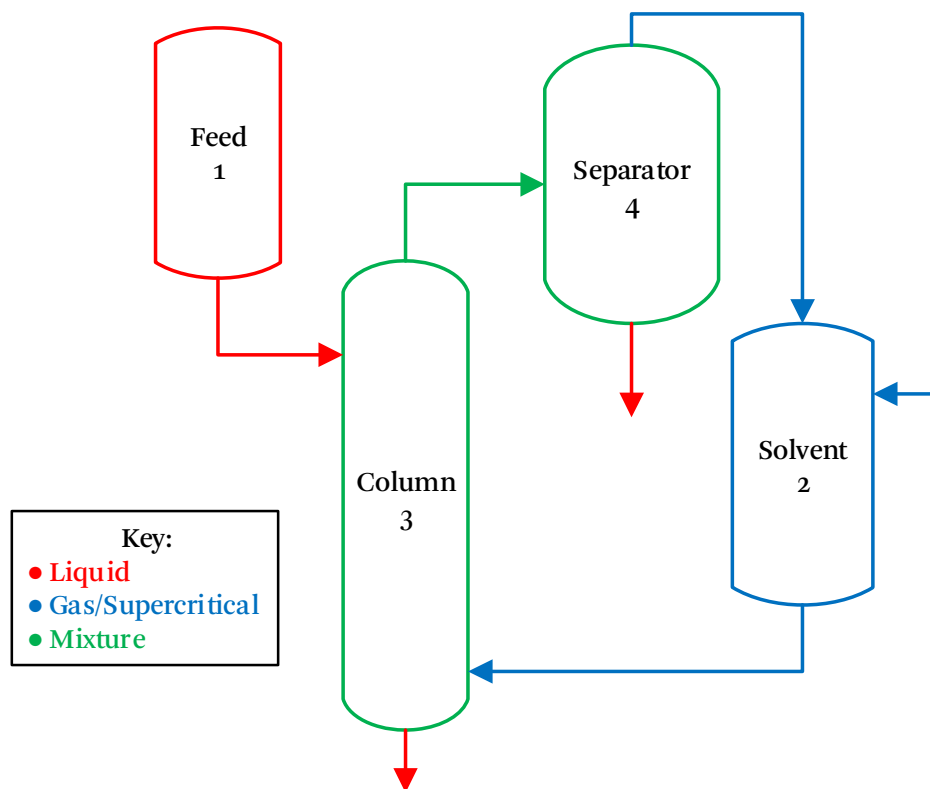 Feed
1
Separator
4
Column
3
Solvent
2
Key:
● Liquid
● Gas/Supercritical
● Mixture